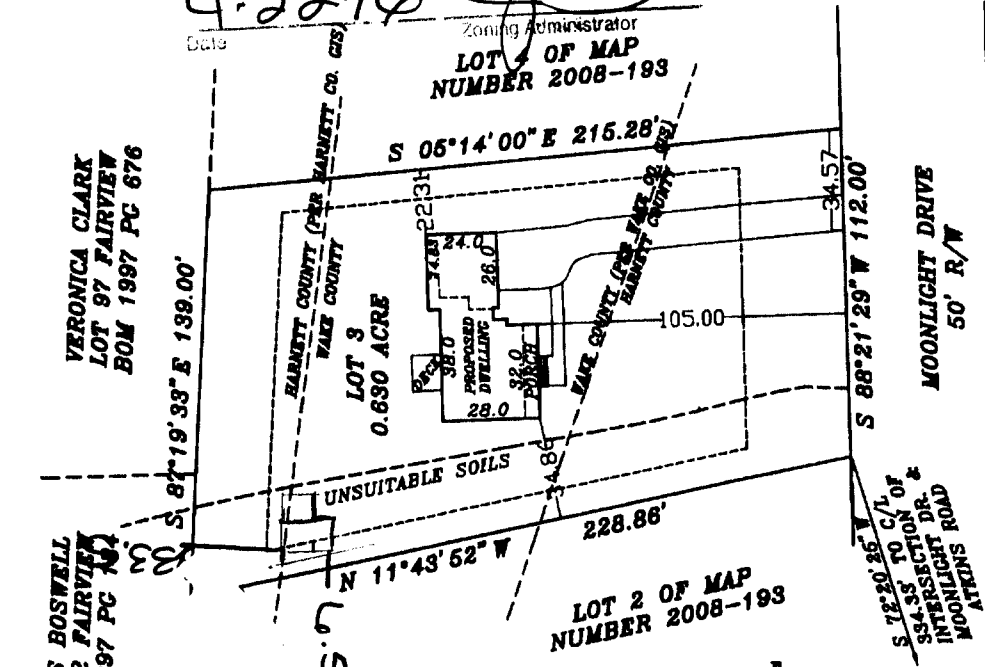 Date
Zoning Administrator
LOT 4 OF MAP
NUMBER 2008-193
S 05°14'00" E 215.28'
VERONICA CLARK
LOT 97 FAIRVIEW
BOM 1997 PG 676
S 87°19'33" E 139.00'
HARNETT COUNTY (PER HARNETT CO. GIS)
WAKE COUNTY
LOT 3
0.630 ACRE
22.31
24.0
26.0
38.0
PROPOSED
DWELLING
32.0
PORCH
DECK
28.0
WAKE COUNTY (PER WAKE CO. GIS)
HARNETT COUNTY
105.00
34.57
S 88°21'29" W 112.00'
MOONLIGHT DRIVE
50' R/W
34.86
UNSUITABLE SOILS
228.86'
N 11°43'52" W
LOT 2 OF MAP
NUMBER 2008-193
S 72°20'26" W
334.33' TO C/L
INTERSECTION OF
MOONLIGHT DR. &
ATKINS ROAD
BOSWELL
FAIRVIEW
97 PG